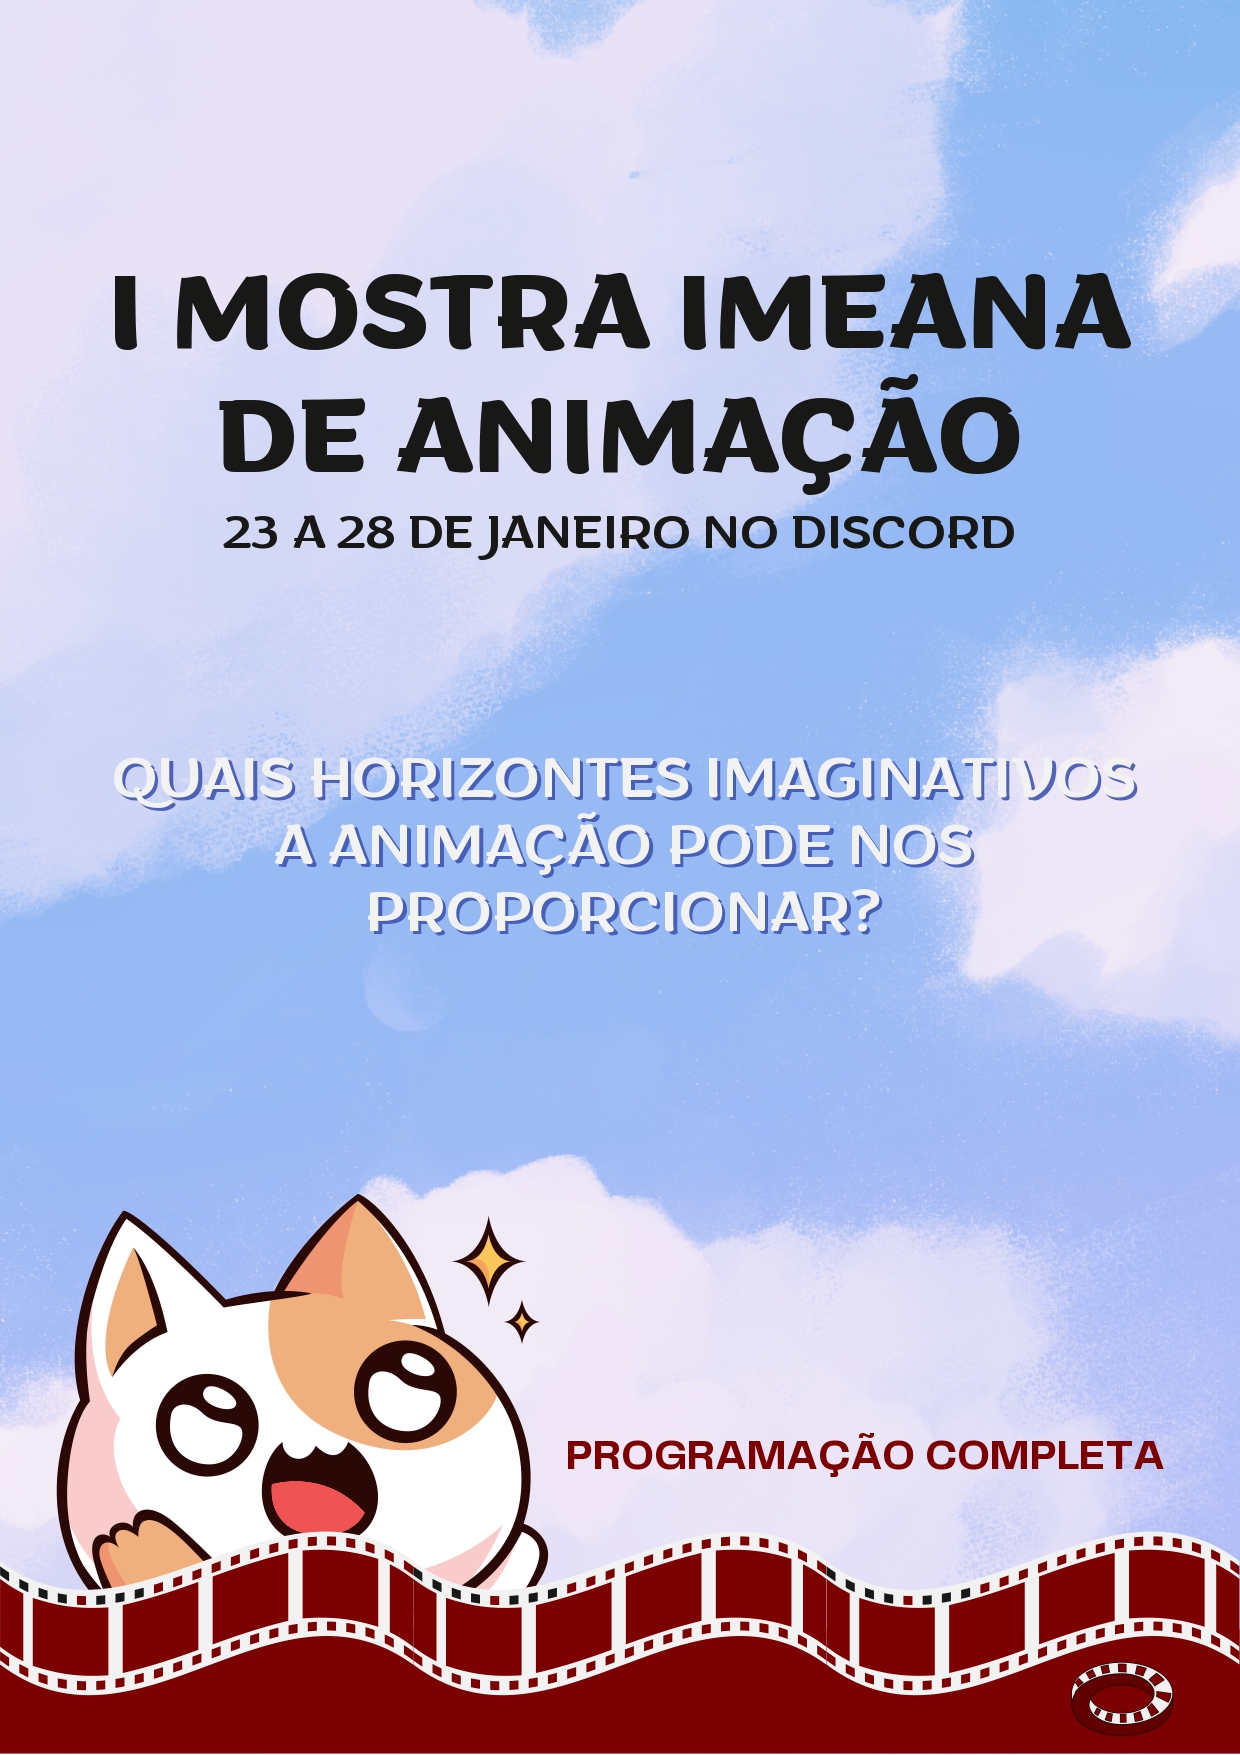 I MOSTRA IMEANA
DE ANIMAÇÃO
23 A 28 DE JANEIRO NO DISCORD
QUAIS HORIZONTES IMAGINATIVOS
A ANIMAÇÃO PODE NOS
PROPORCIONAR?
PROGRAMAÇÃO COMPLETA